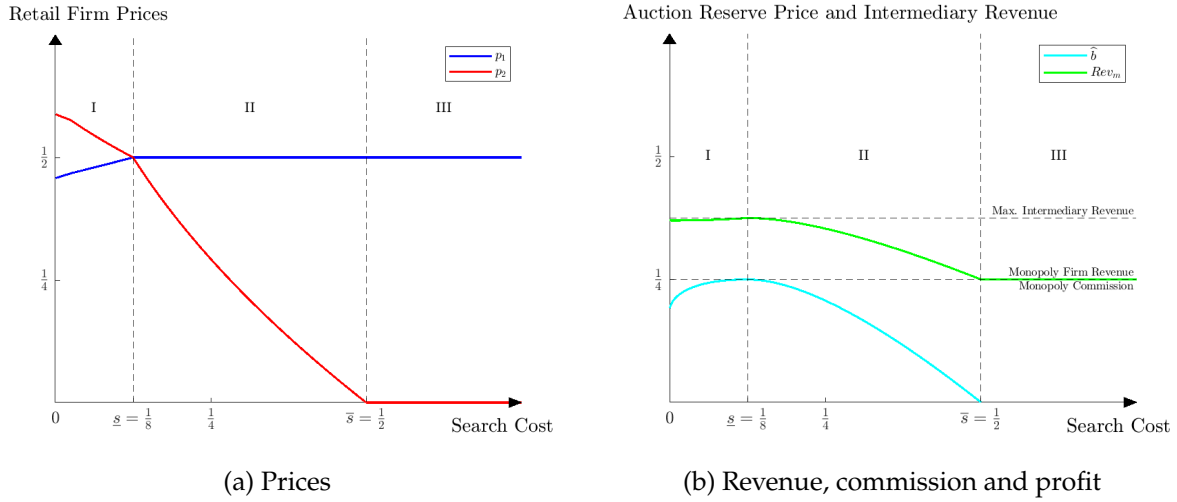 Retail Firm Prices
p₁
p₂
I II III
1/2
1/4
0 s̲ = 1/8 1/4 s̄ = 1/2
Search Cost
(a) Prices
Auction Reserve Price and Intermediary Revenue
b̂
Revₘ
1/2
I II III
Max. Intermediary Revenue
Monopoly Firm Revenue
1/4
Monopoly Commission
0 s̲ = 1/8 1/4 s̄ = 1/2
Search Cost
(b) Revenue, commission and profit